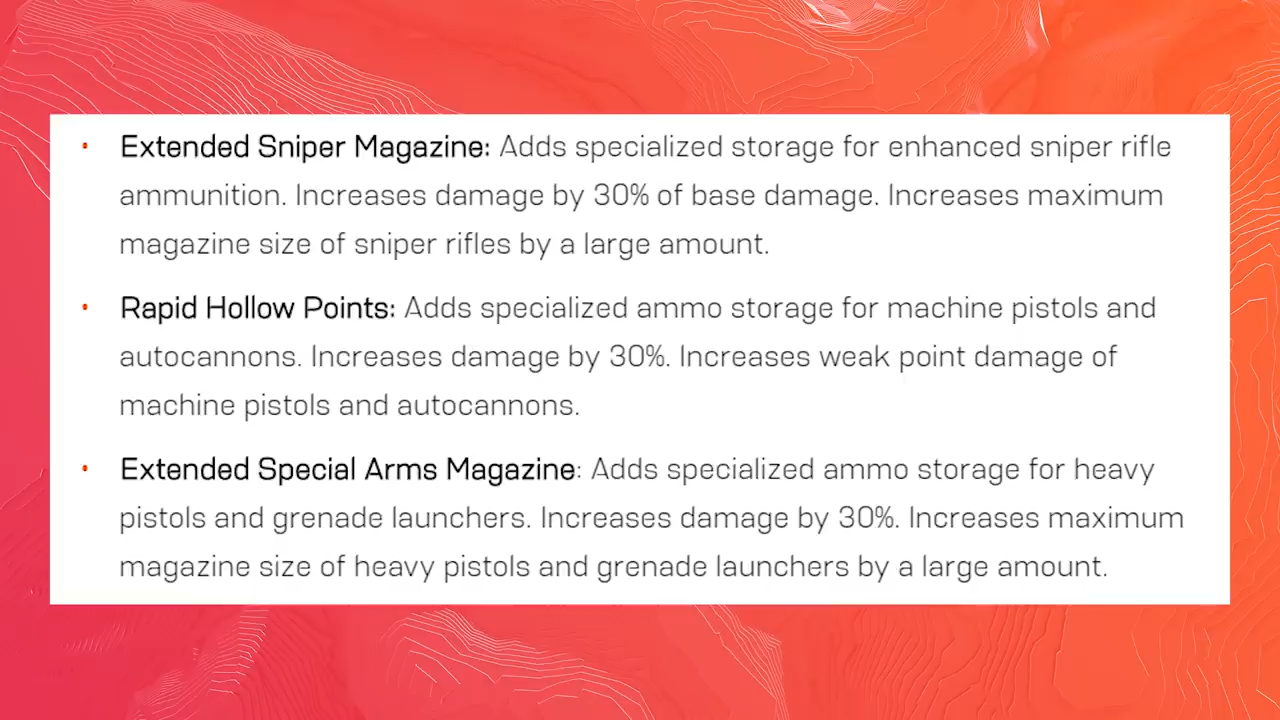 • Extended Sniper Magazine: Adds specialized storage for enhanced sniper rifle
ammunition. Increases damage by 30% of base damage. Increases maximum
magazine size of sniper rifles by a large amount.
• Rapid Hollow Points: Adds specialized ammo storage for machine pistols and
autocannons. Increases damage by 30%. Increases weak point damage of
machine pistols and autocannons.
• Extended Special Arms Magazine: Adds specialized ammo storage for heavy
pistols and grenade launchers. Increases damage by 30%. Increases maximum
magazine size of heavy pistols and grenade launchers by a large amount.